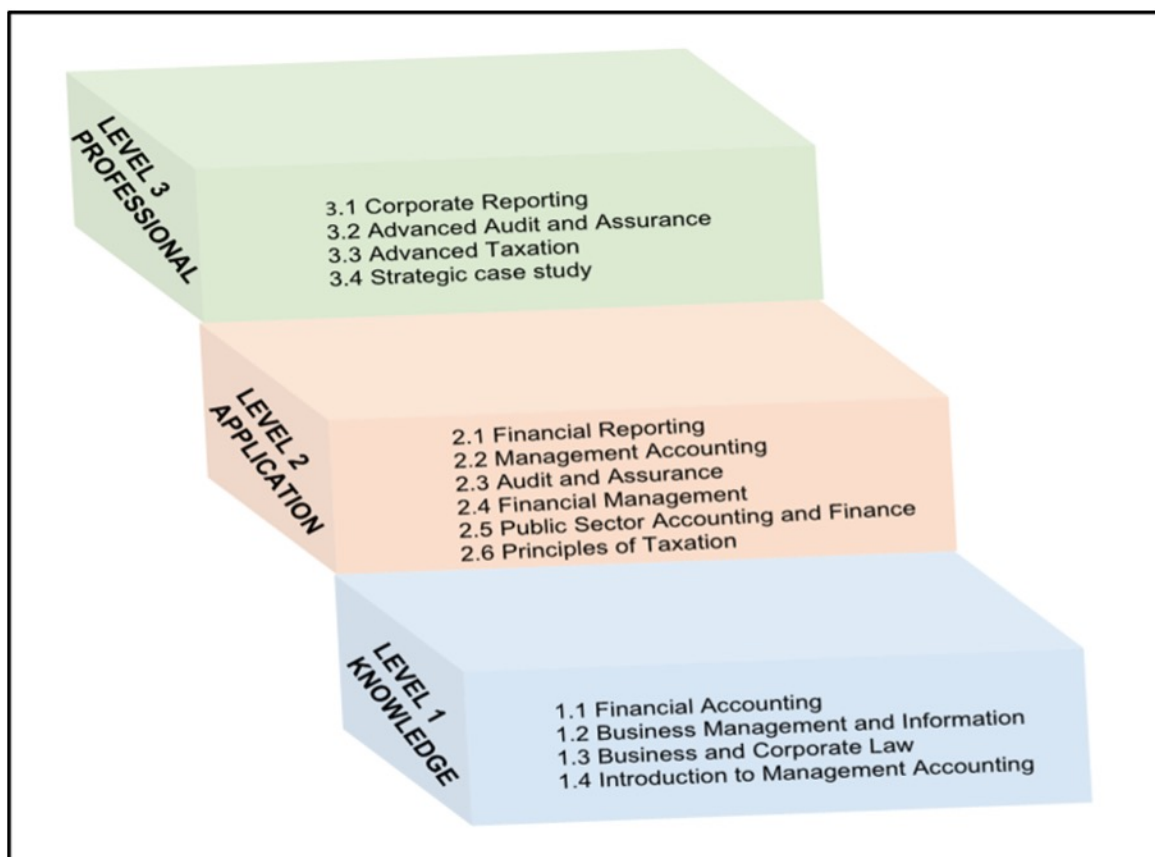 LEVEL 3
PROFESSIONAL
3.1 Corporate Reporting
3.2 Advanced Audit and Assurance
3.3 Advanced Taxation
3.4 Strategic case study
LEVEL 2
APPLICATION
2.1 Financial Reporting
2.2 Management Accounting
2.3 Audit and Assurance
2.4 Financial Management
2.5 Public Sector Accounting and Finance
2.6 Principles of Taxation
LEVEL 1
KNOWLEDGE
1.1 Financial Accounting
1.2 Business Management and Information
1.3 Business and Corporate Law
1.4 Introduction to Management Accounting